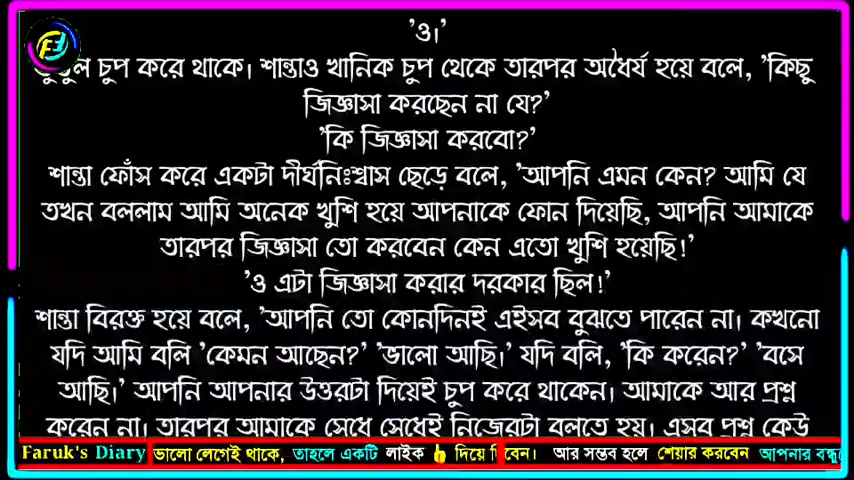 'ও।'
চুপ করে থাকে। শান্তাও খানিক চুপ থেকে তারপর অধৈর্য হয়ে বলে, 'কিছু
জিজ্ঞাসা করছেন না যে?'
'কি জিজ্ঞাসা করবো?'
শান্তা ফোঁস করে একটা দীর্ঘনিঃশ্বাস ছেড়ে বলে, 'আপনি এমন কেন? আমি যে
তখন বললাম আমি অনেক খুশি হয়ে আপনাকে ফোন দিয়েছি, আপনি আমাকে
তারপর জিজ্ঞাসা তো করবেন কেন এতো খুশি হয়েছি!'
'ও এটা জিজ্ঞাসা করার দরকার ছিল!'
শান্তা বিরক্ত হয়ে বলে, 'আপনি তো কোনদিনই এইসব বুঝতে পারেন না। কখনো
যদি আমি বলি 'কেমন আছেন?' 'ভালো আছি।' যদি বলি, 'কি করেন?' 'বসে
আছি।' আপনি আপনার উত্তরটা দিয়েই চুপ করে থাকেন। আমাকে আর প্রশ্ন
করেন না। তারপর আমাকে সেধে সেধেই নিজেরটা বলতে হয়। এসব প্রশ্ন কেউ
Faruk's Diary ভালো লেগেই থাকে, তাহলে একটি লাইক 👍 দিয়ে দিবেন। আর সম্ভব হলে শেয়ার করবেন আপনার